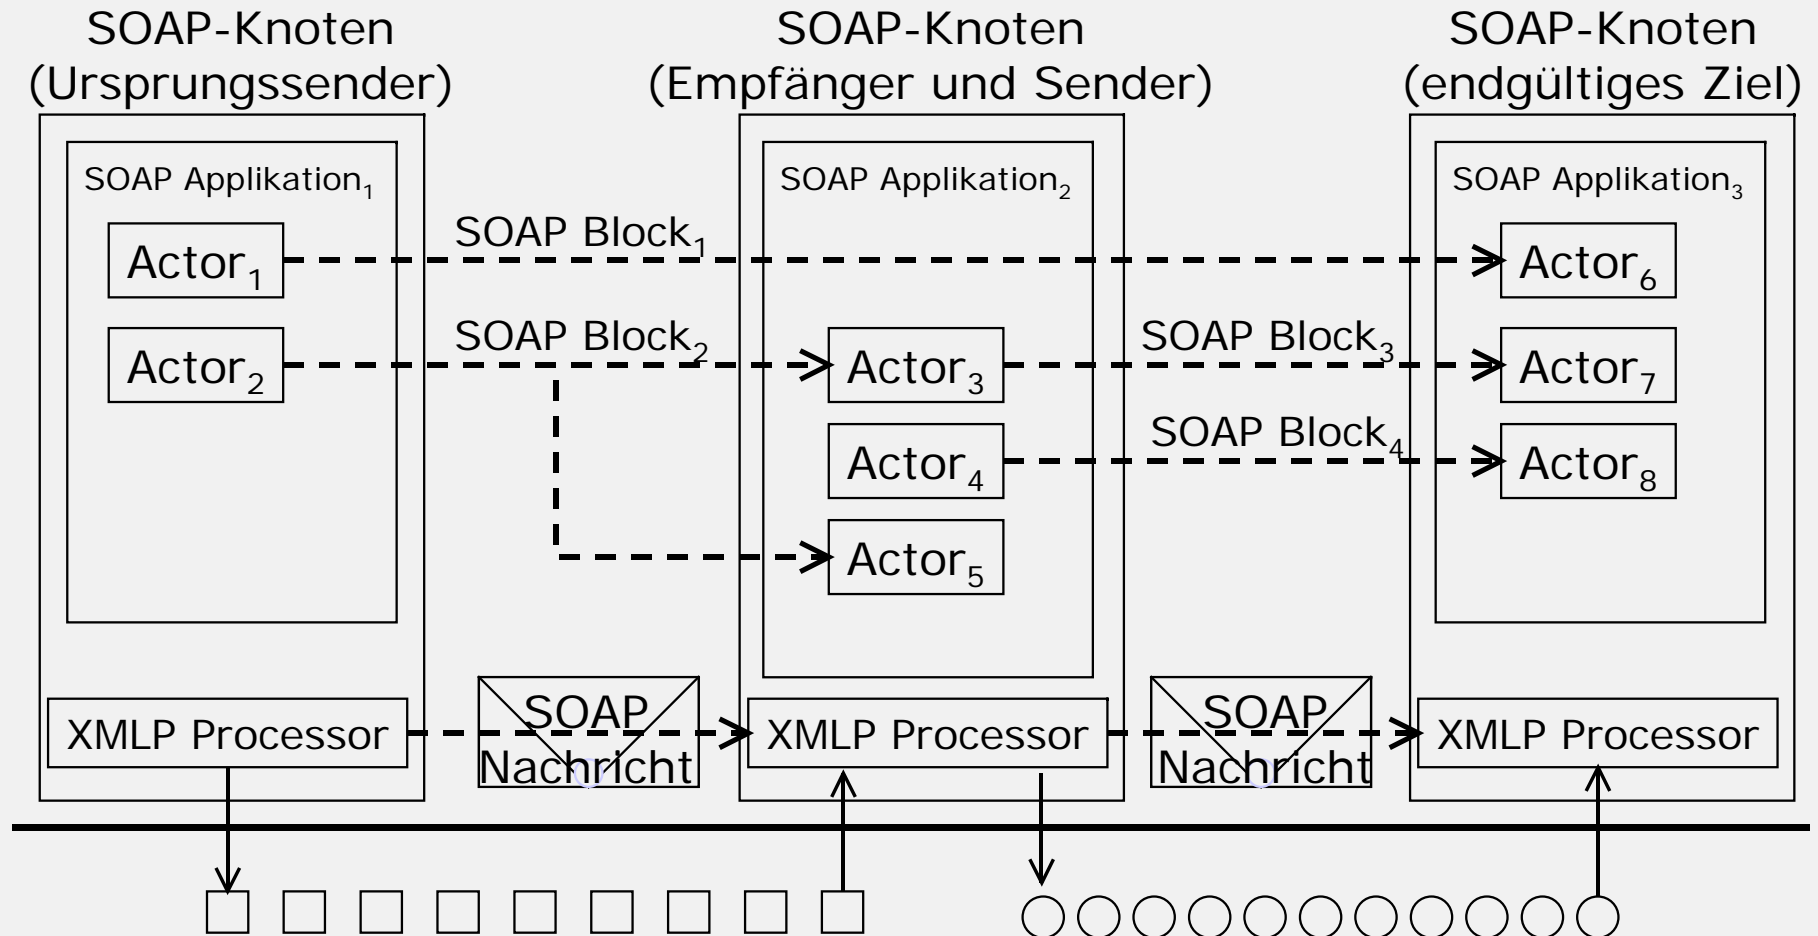 SOAP-Knoten
(Ursprungssender)
SOAP-Knoten
(Empfänger und Sender)
SOAP-Knoten
(endgültiges Ziel)
SOAP Applikation₁
SOAP Applikation₂
SOAP Applikation₃
Actor₁
SOAP Block₁
Actor₆
Actor₂
SOAP Block₂
Actor₃
SOAP Block₃
Actor₇
Actor₄
SOAP Block₄
Actor₈
Actor₅
XMLP Processor
SOAP
Nachricht
XMLP Processor
SOAP
Nachricht
XMLP Processor